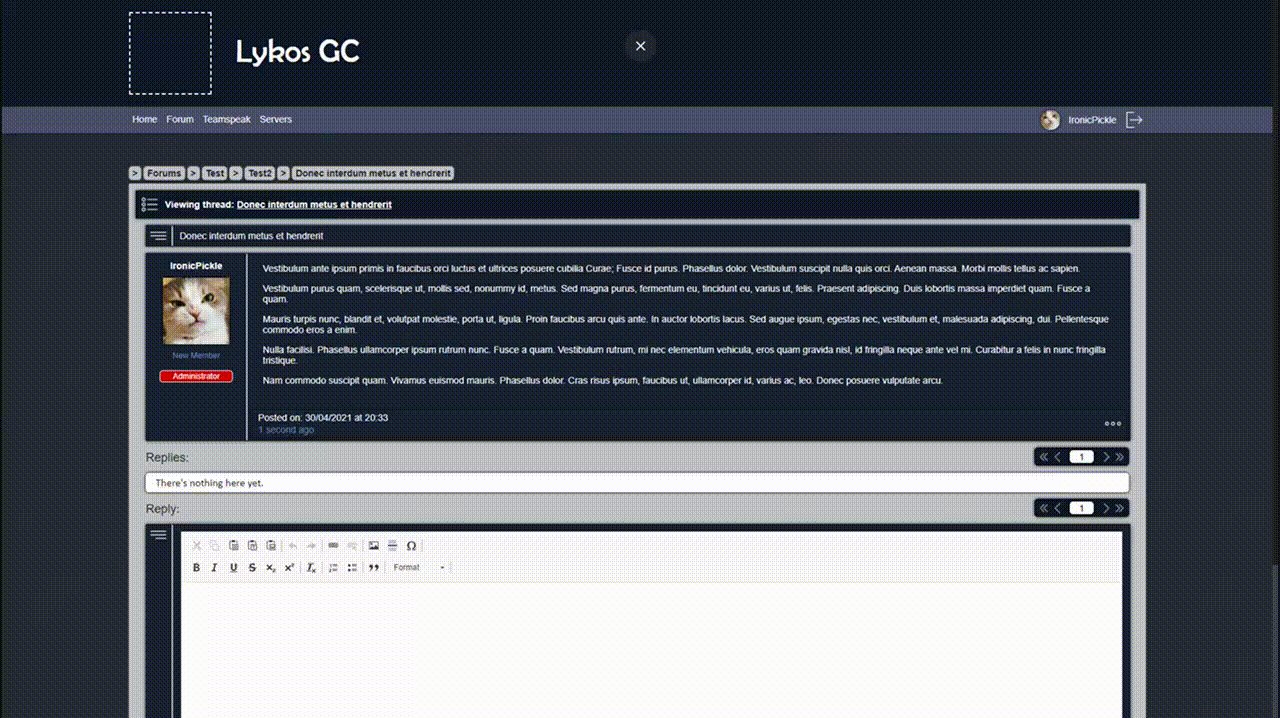 Lykos GC
Home Forum Teamspeak Servers
IronicPickle
> Forums > Test > Test2 > Donec interdum metus et hendrerit
Viewing thread: Donec interdum metus et hendrerit
Donec interdum metus et hendrerit
IronicPickle
New Member
Administrator
Vestibulum ante ipsum primis in faucibus orci luctus et ultrices posuere cubilia Curae; Fusce id purus. Phasellus dolor. Vestibulum suscipit nulla quis orci. Aenean massa. Morbi mollis tellus ac sapien.
Vestibulum purus quam, scelerisque ut, mollis sed, nonummy id, metus. Sed magna purus, fermentum eu, tincidunt eu, varius ut, felis. Praesent adipiscing. Duis lobortis massa imperdiet quam. Fusce a
quam.
Mauris turpis nunc, blandit et, volutpat molestie, porta ut, ligula. Proin faucibus arcu quis ante. In auctor lobortis lacus. Sed augue ipsum, egestas nec, vestibulum et, malesuada adipiscing, dui. Pellentesque
commodo eros a enim.
Nulla facilisi. Phasellus ullamcorper ipsum rutrum nunc. Fusce a quam. Vestibulum rutrum, mi nec elementum vehicula, eros quam gravida nisl, id fringilla neque ante vel mi. Curabitur a felis in nunc fringilla
tristique.
Nam commodo suscipit quam. Vivamus euismod mauris. Phasellus dolor. Cras risus ipsum, faucibus ut, ullamcorper id, varius ac, leo. Donec posuere vulputate arcu.
Posted on: 30/04/2021 at 20:33
1 second ago
Replies:
1
There's nothing here yet.
Reply:
1
Format